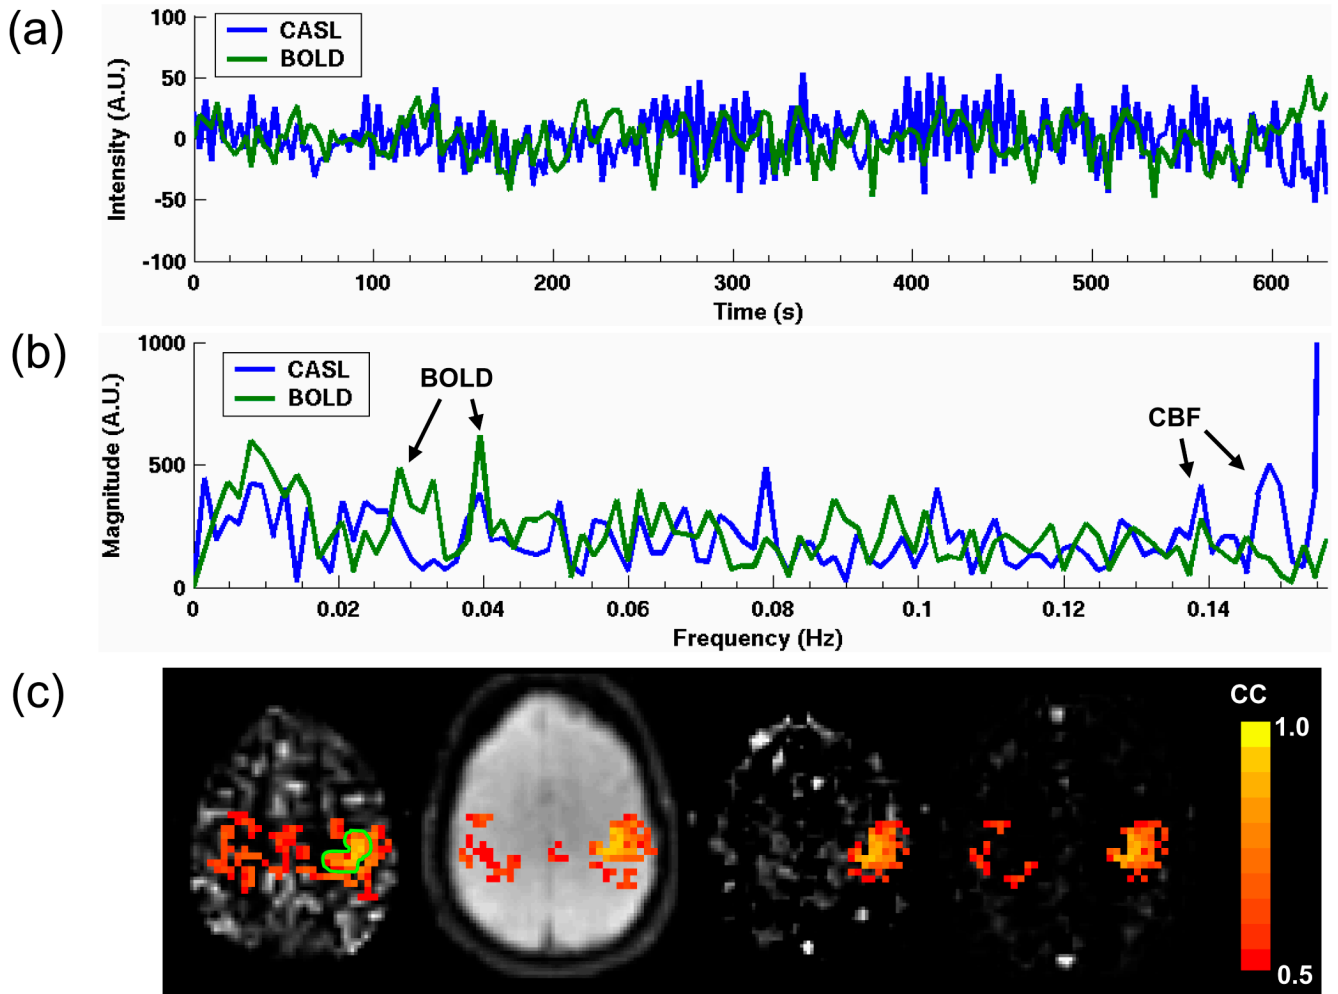 (a)
100
50
0
-50
-100
Intensity (A.U.)
CASL
BOLD
0 100 200 300 400 500 600
Time (s)
(b)
1000
500
0
Magnitude (A.U.)
CASL
BOLD
BOLD
CBF
0 0.02 0.04 0.06 0.08 0.1 0.12 0.14
Frequency (Hz)
(c)
CC
1.0
0.5